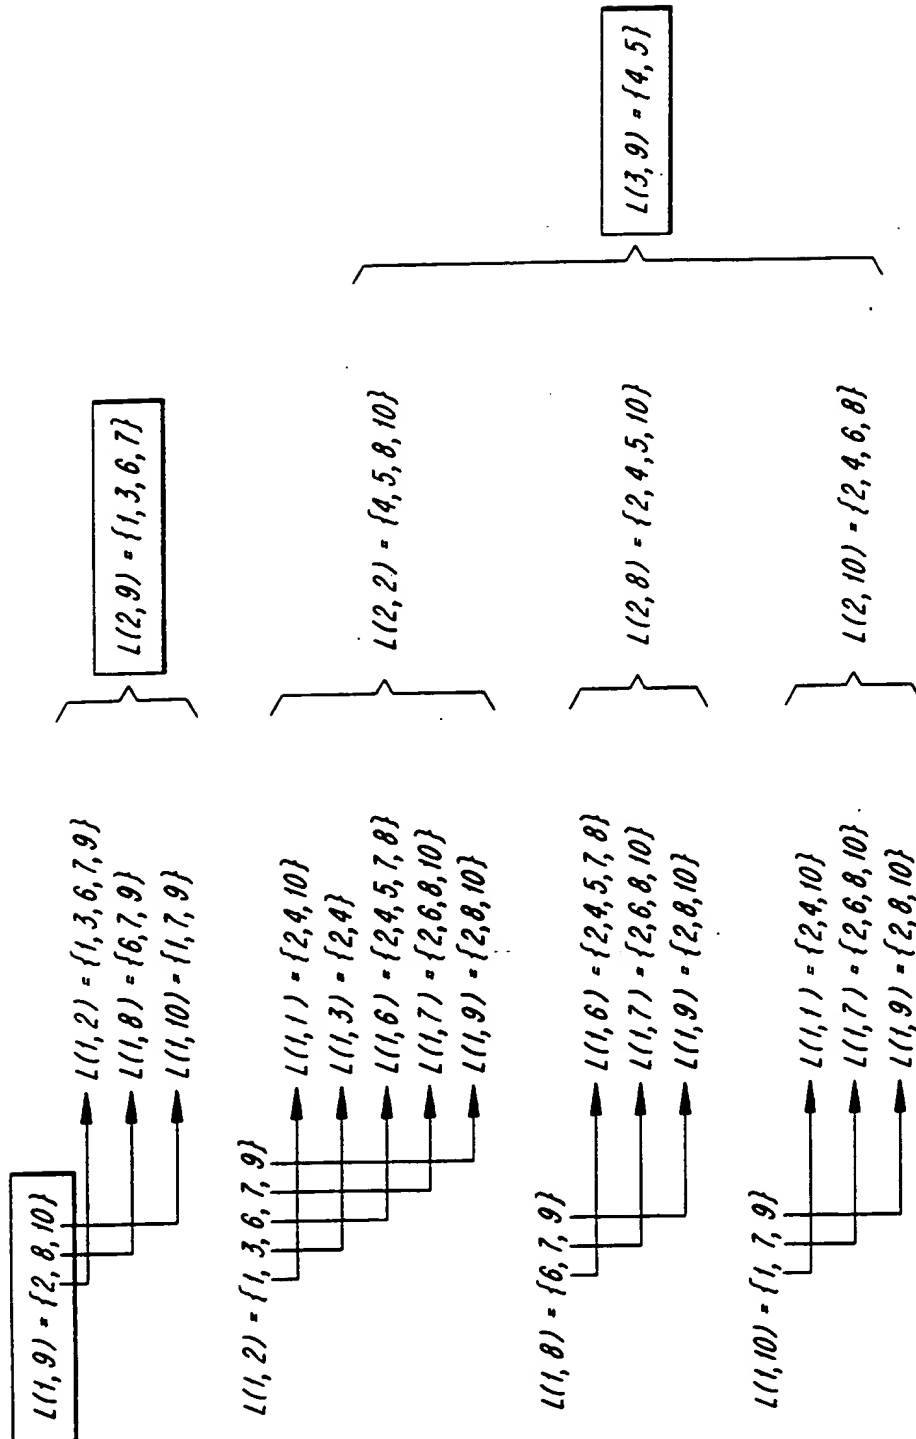 L(1,9) = {2,8,10}
L(1,2) = {1,3,6,7,9}
L(1,8) = {6,7,9}
L(1,10) = {1,7,9}
L(2,9) = {1,3,6,7}
L(1,2) = {1,3,6,7,9}
L(1,1) = {2,4,10}
L(1,3) = {2,4}
L(1,6) = {2,4,5,7,8}
L(1,7) = {2,6,8,10}
L(1,9) = {2,8,10}
L(2,2) = {4,5,8,10}
L(1,8) = {6,7,9}
L(1,6) = {2,4,5,7,8}
L(1,7) = {2,6,8,10}
L(1,9) = {2,8,10}
L(2,8) = {2,4,5,10}
L(1,10) = {1,7,9}
L(1,1) = {2,4,10}
L(1,7) = {2,6,8,10}
L(1,9) = {2,8,10}
L(2,10) = {2,4,6,8}
L(3,9) = {4,5}